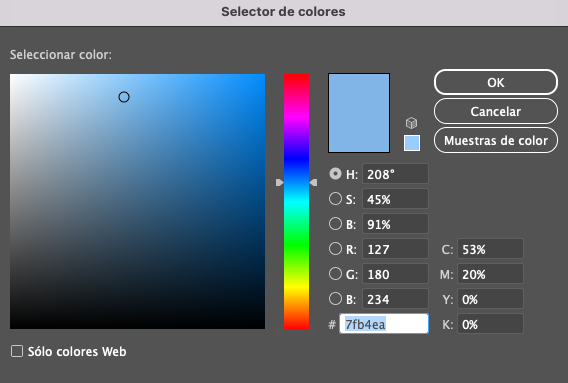 Selector de colores
Seleccionar color:
OK
Cancelar
Muestras de color
H: 208°
S: 45%
B: 91%
R: 127
C: 53%
G: 180
M: 20%
B: 234
Y: 0%
# 7fb4ea
K: 0%
Sólo colores Web